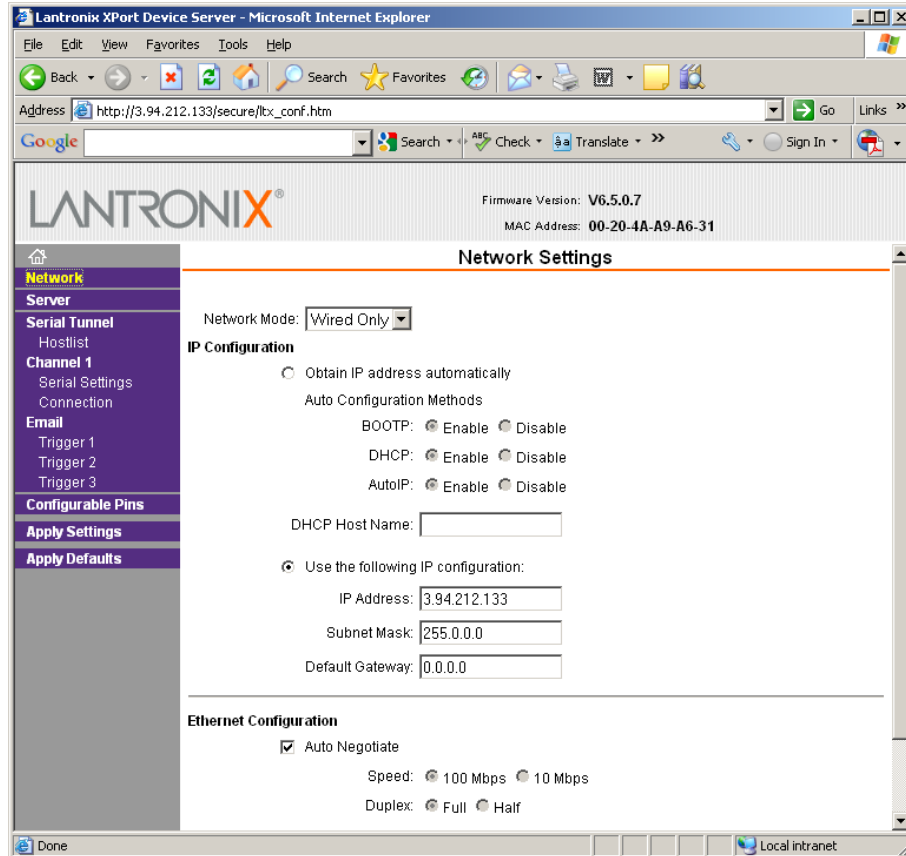 Lantronix XPort Device Server - Microsoft Internet Explorer
File Edit View Favorites Tools Help
Back Search Favorites
Address http://3.94.212.133/secure/ltx_conf.htm Go Links »
Google Search ABC Check âa Translate » Sign In
LANTRONIX®
Firmware Version: V6.5.0.7
MAC Address: 00-20-4A-A9-A6-31
Network
Server
Serial Tunnel
Hostlist
Channel 1
Serial Settings
Connection
Email
Trigger 1
Trigger 2
Trigger 3
Configurable Pins
Apply Settings
Apply Defaults
Network Settings
Network Mode: Wired Only
IP Configuration
Obtain IP address automatically
Auto Configuration Methods
BOOTP: Enable Disable
DHCP: Enable Disable
AutoIP: Enable Disable
DHCP Host Name:
Use the following IP configuration:
IP Address: 3.94.212.133
Subnet Mask: 255.0.0.0
Default Gateway: 0.0.0.0
Ethernet Configuration
Auto Negotiate
Speed: 100 Mbps 10 Mbps
Duplex: Full Half
Done Local intranet